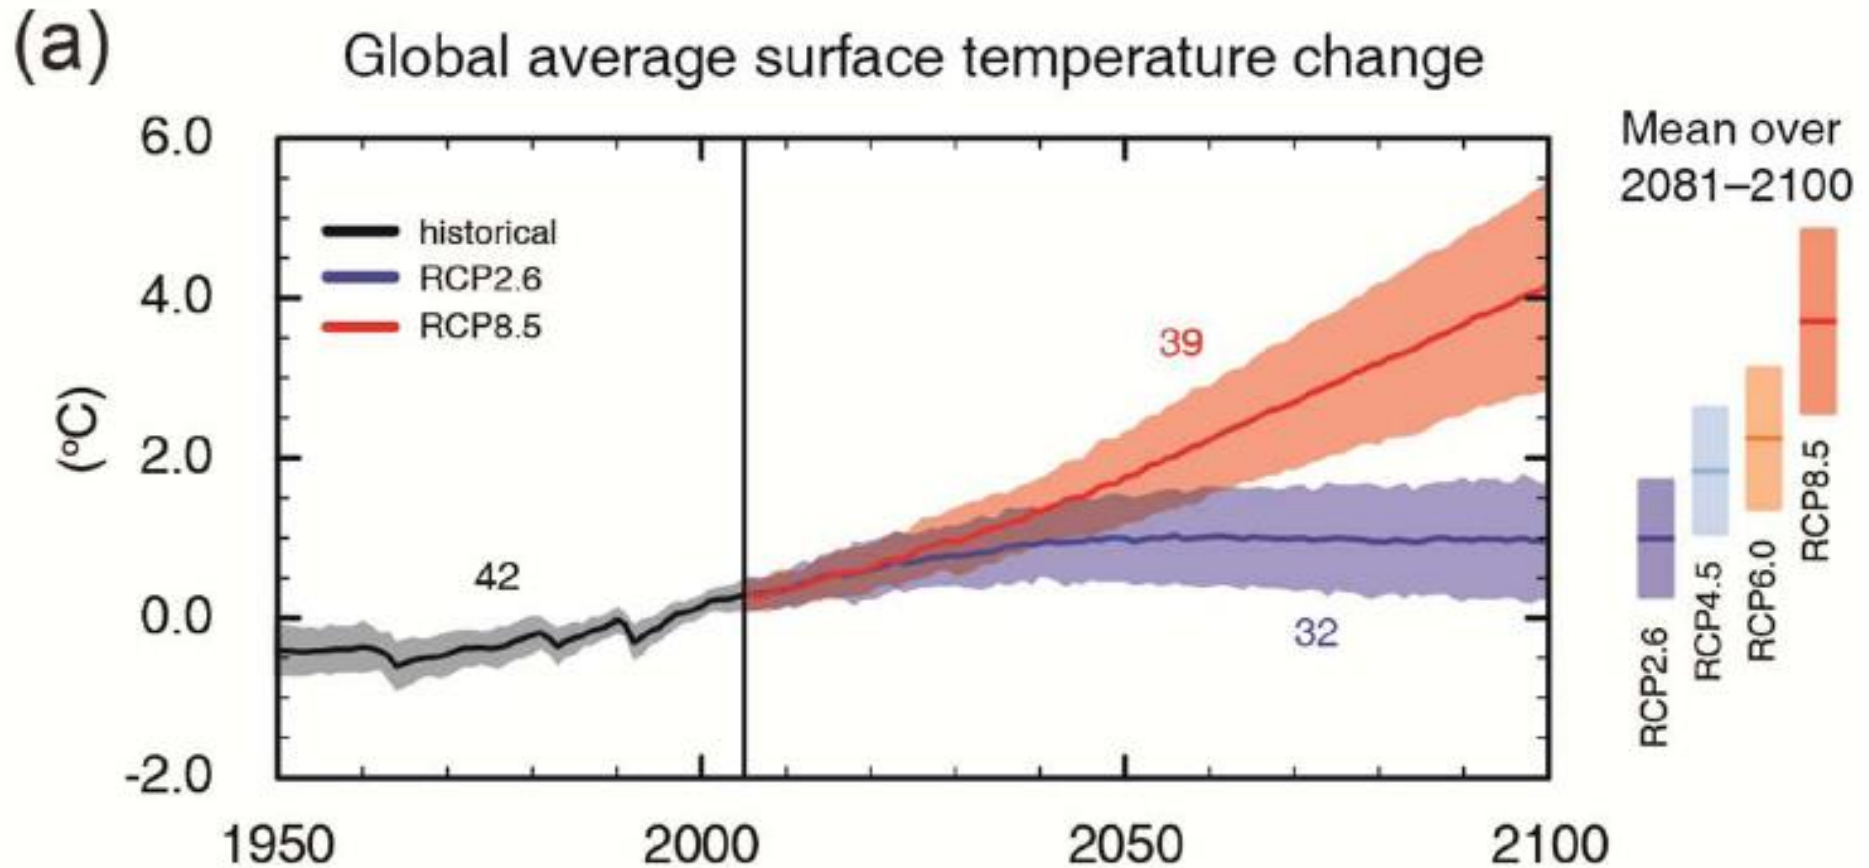 (a)
Global average surface temperature change
6.0
4.0
2.0
0.0
-2.0
(ºC)
historical
RCP2.6
RCP8.5
42
39
32
1950
2000
2050
2100
Mean over
2081–2100
RCP2.6
RCP4.5
RCP6.0
RCP8.5